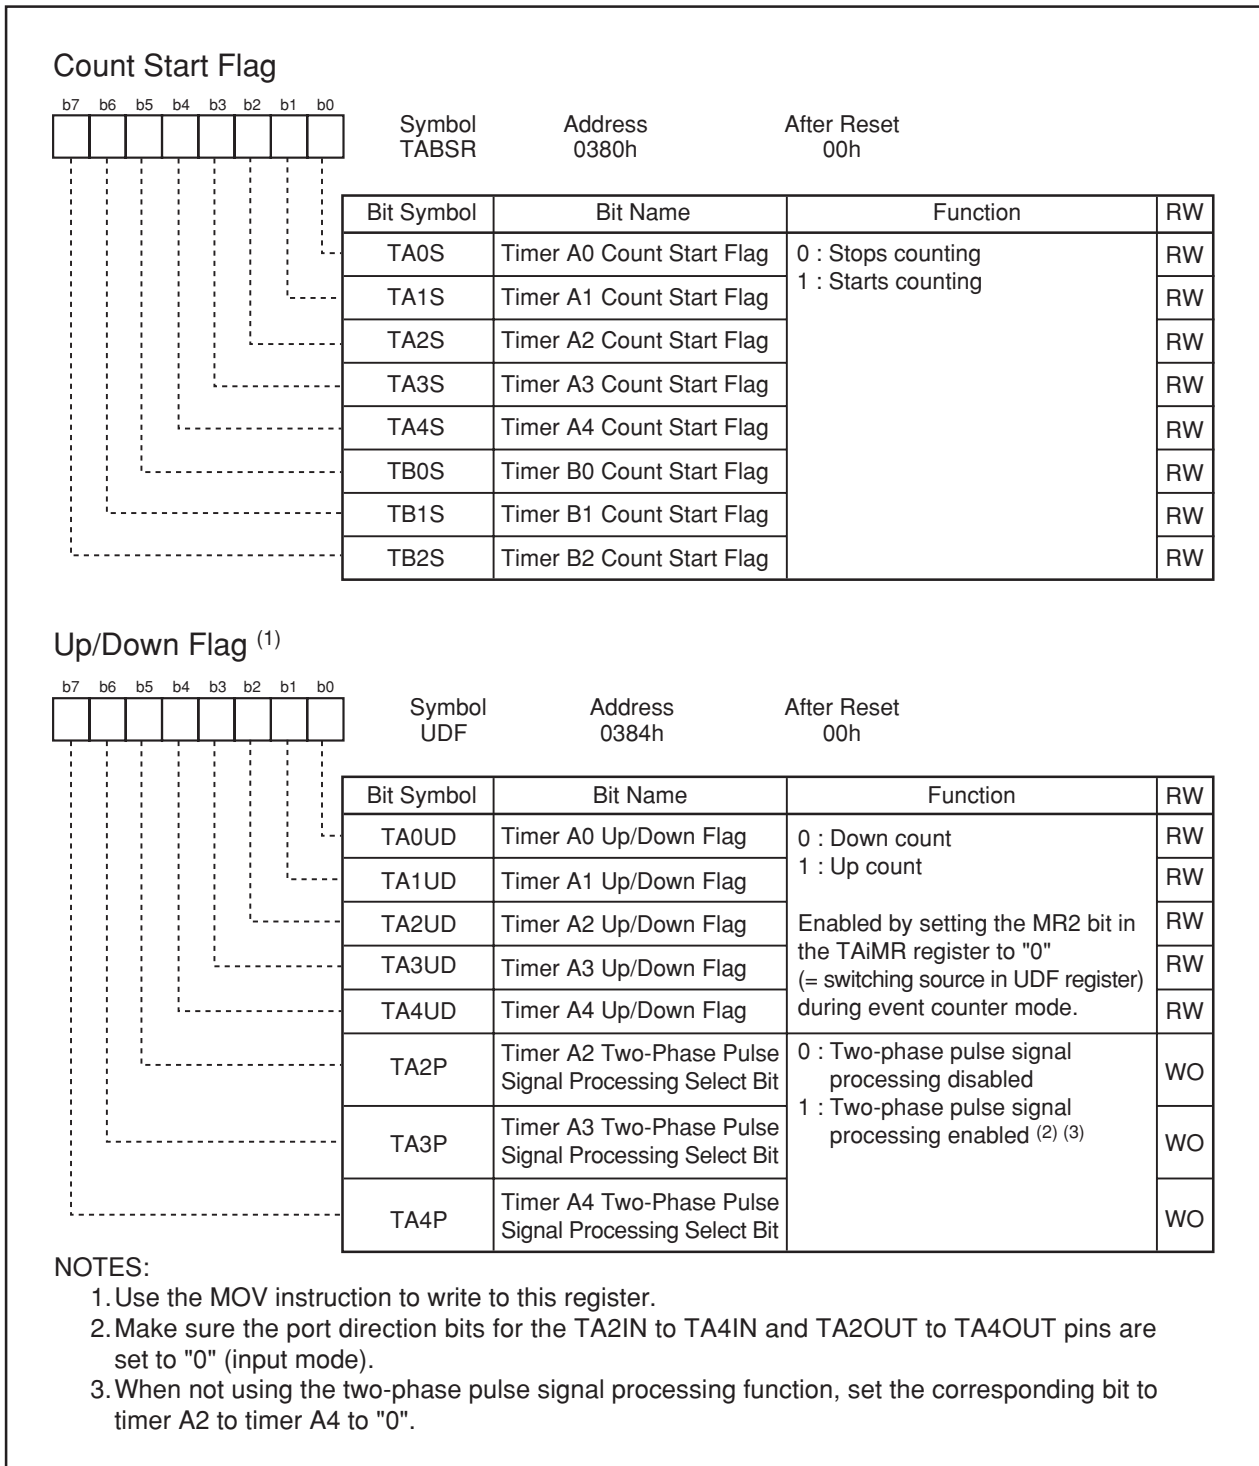 Count Start Flag
b7 b6 b5 b4 b3 b2 b1 b0
Symbol Address After Reset
TABSR 0380h 00h
Bit Symbol Bit Name Function RW
TA0S Timer A0 Count Start Flag 0 : Stops counting RW
1 : Starts counting
TA1S Timer A1 Count Start Flag RW
TA2S Timer A2 Count Start Flag RW
TA3S Timer A3 Count Start Flag RW
TA4S Timer A4 Count Start Flag RW
TB0S Timer B0 Count Start Flag RW
TB1S Timer B1 Count Start Flag RW
TB2S Timer B2 Count Start Flag RW
Up/Down Flag (1)
b7 b6 b5 b4 b3 b2 b1 b0
Symbol Address After Reset
UDF 0384h 00h
Bit Symbol Bit Name Function RW
TA0UD Timer A0 Up/Down Flag 0 : Down count RW
1 : Up count
TA1UD Timer A1 Up/Down Flag RW
TA2UD Timer A2 Up/Down Flag Enabled by setting the MR2 bit in RW
the TAiMR register to "0"
TA3UD Timer A3 Up/Down Flag (= switching source in UDF register) RW
TA4UD Timer A4 Up/Down Flag during event counter mode. RW
Timer A2 Two-Phase Pulse 0 : Two-phase pulse signal
TA2P Signal Processing Select Bit processing disabled WO
1 : Two-phase pulse signal
Timer A3 Two-Phase Pulse processing enabled (2) (3)
TA3P Signal Processing Select Bit WO
Timer A4 Two-Phase Pulse
TA4P Signal Processing Select Bit WO
NOTES:
1. Use the MOV instruction to write to this register.
2. Make sure the port direction bits for the TA2IN to TA4IN and TA2OUT to TA4OUT pins are
set to "0" (input mode).
3. When not using the two-phase pulse signal processing function, set the corresponding bit to
timer A2 to timer A4 to "0".